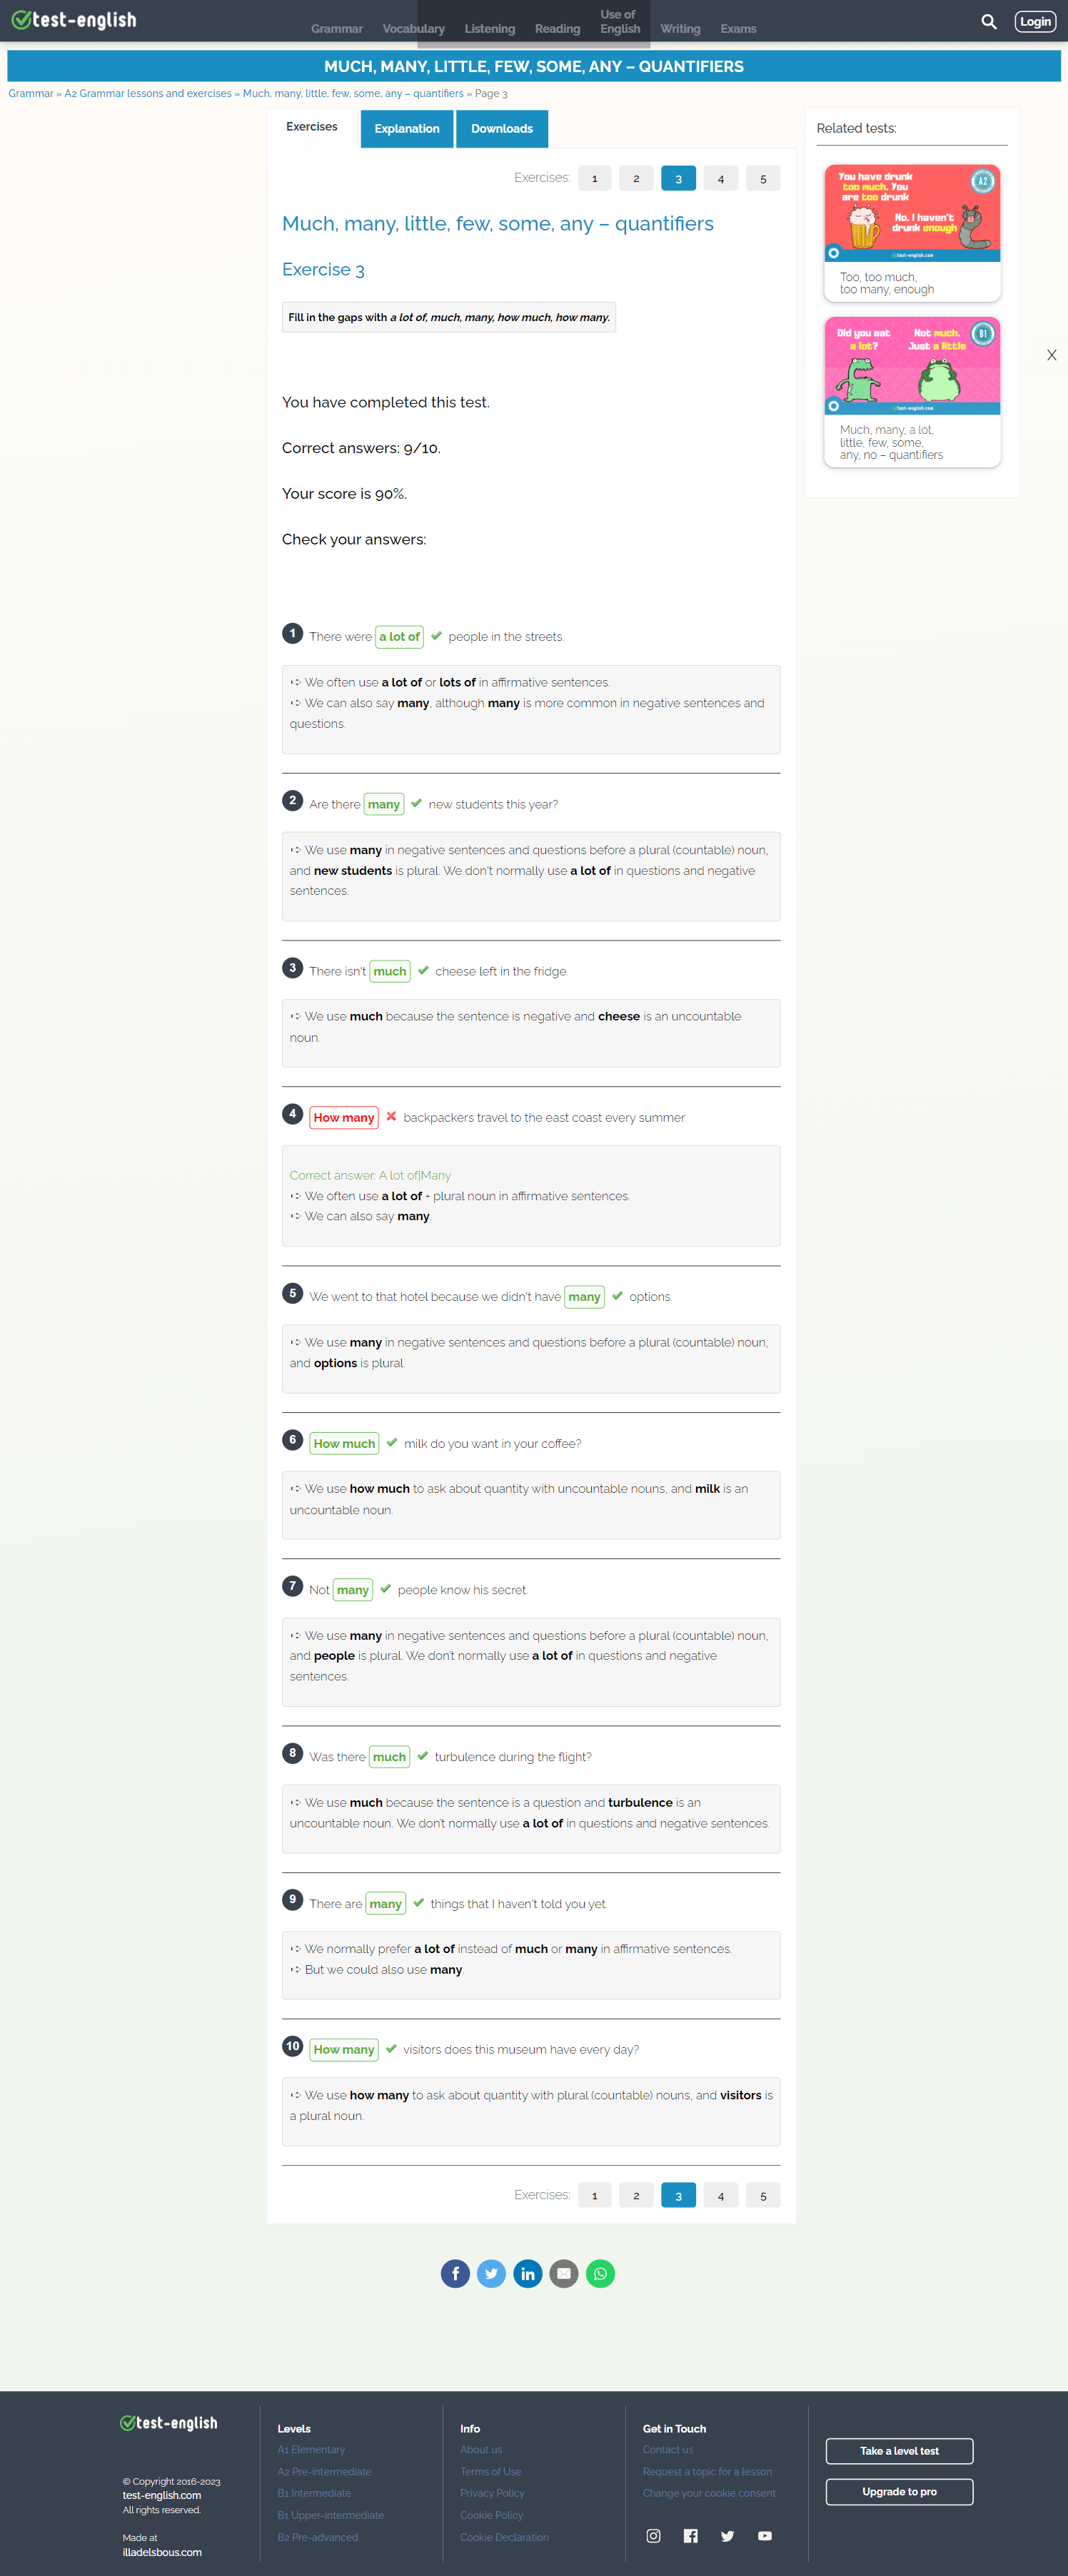 test-english
Grammar
Vocabulary
Listening
Reading
Use of
English
Writing
Exams
Login
MUCH, MANY, LITTLE, FEW, SOME, ANY – QUANTIFIERS
Grammar » A2 Grammar lessons and exercises » Much, many, little, few, some, any – quantifiers » Page 3
Exercises
Explanation
Downloads
Exercises: 1 2 3 4 5
Much, many, little, few, some, any – quantifiers
Exercise 3
Fill in the gaps with a lot of, much, many, how much, how many.
You have completed this test.
Correct answers: 9/10.
Your score is 90%.
Check your answers:
1 There were a lot of people in the streets.
➪ We often use a lot of or lots of in affirmative sentences.
➪ We can also say many, although many is more common in negative sentences and
questions.
2 Are there many new students this year?
➪ We use many in negative sentences and questions before a plural (countable) noun,
and new students is plural. We don't normally use a lot of in questions and negative
sentences.
3 There isn't much cheese left in the fridge.
➪ We use much because the sentence is negative and cheese is an uncountable
noun.
4 How many backpackers travel to the east coast every summer.
Correct answer: A lot of|Many
➪ We often use a lot of + plural noun in affirmative sentences.
➪ We can also say many.
5 We went to that hotel because we didn't have many options.
➪ We use many in negative sentences and questions before a plural (countable) noun,
and options is plural.
6 How much milk do you want in your coffee?
➪ We use how much to ask about quantity with uncountable nouns, and milk is an
uncountable noun.
7 Not many people know his secret.
➪ We use many in negative sentences and questions before a plural (countable) noun,
and people is plural. We don't normally use a lot of in questions and negative
sentences.
8 Was there much turbulence during the flight?
➪ We use much because the sentence is a question and turbulence is an
uncountable noun. We don't normally use a lot of in questions and negative sentences.
9 There are many things that I haven't told you yet
➪ We normally prefer a lot of instead of much or many in affirmative sentences.
➪ But we could also use many.
10 How many visitors does this museum have every day?
➪ We use how many to ask about quantity with plural (countable) nouns, and visitors is
a plural noun.
Exercises: 1 2 3 4 5
Related tests:
You have drunk
too much. You
are too drunk
A2
No. I haven't
drunk enough
test-english.com
Too, too much,
too many, enough
Did you eat
a lot?
Not much.
Just a little
B1
test-english.com
Much, many, a lot,
little, few, some,
any, no – quantifiers
X
test-english
© Copyright 2016-2023
test-english.com
All rights reserved.
Made at
illadelsbous.com
Levels
A1 Elementary
A2 Pre-intermediate
B1 Intermediate
B1 Upper-intermediate
B2 Pre-advanced
Info
About us
Terms of Use
Privacy Policy
Cookie Policy
Cookie Declaration
Get in Touch
Contact us
Request a topic for a lesson
Change your cookie consent
Take a level test
Upgrade to pro